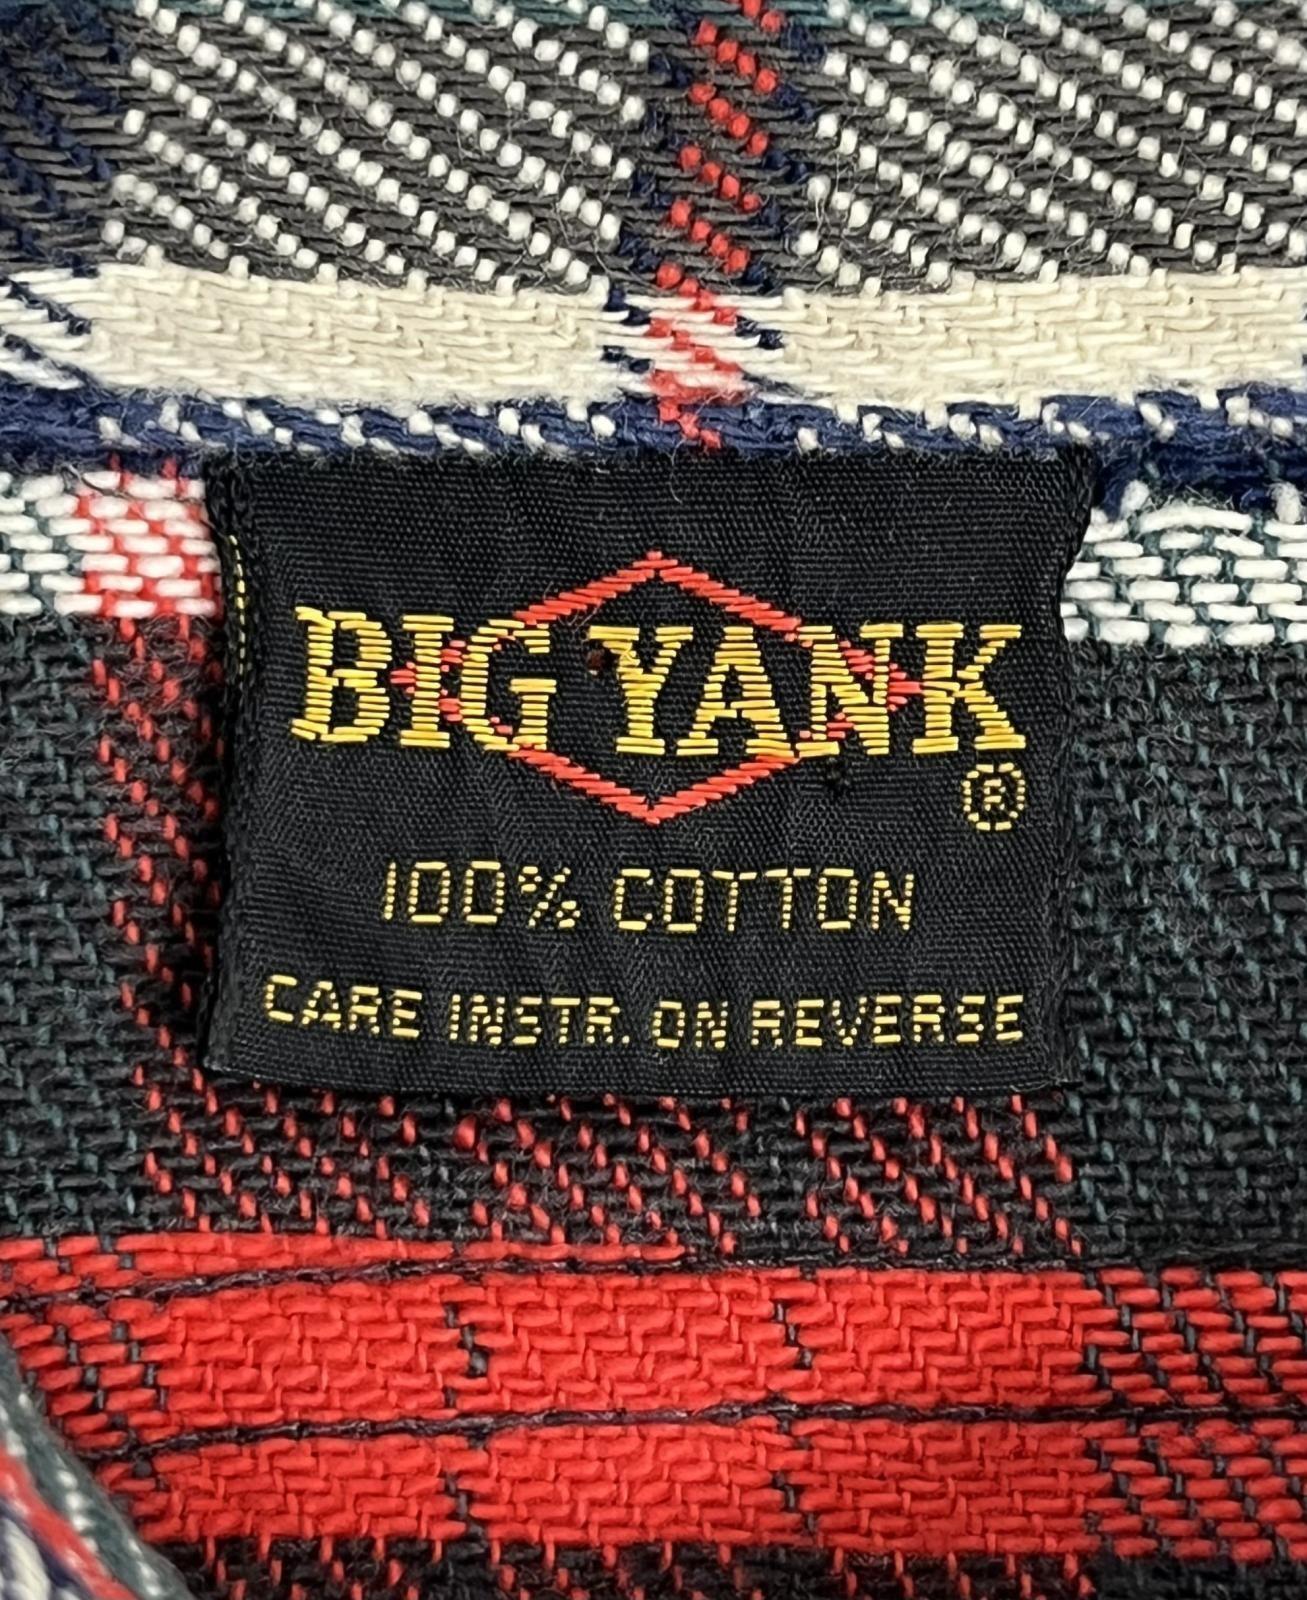 BIG YANK
®
100% COTTON
CARE INSTR. ON REVERSE